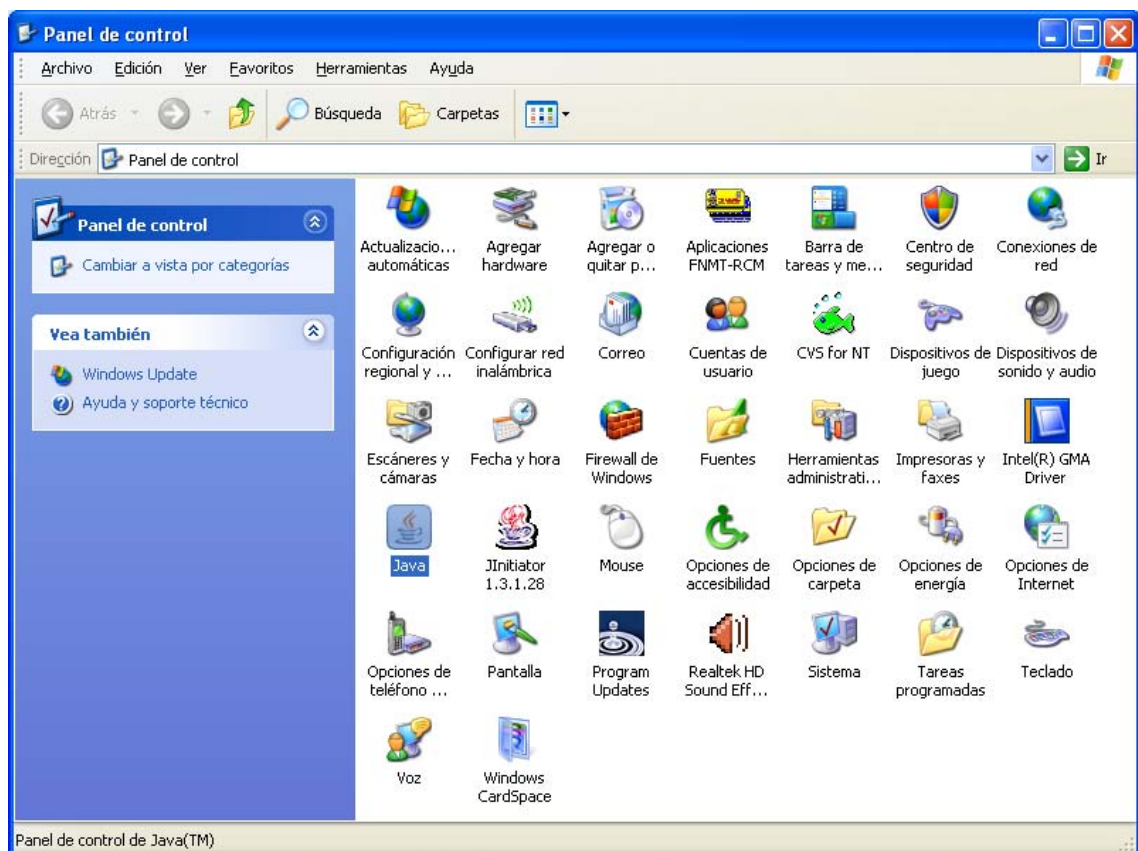 Panel de control
Archivo Edición Ver Favoritos Herramientas Ayuda
Atrás Búsqueda Carpetas
Dirección Panel de control Ir
Panel de control
Cambiar a vista por categorías
Vea también
Windows Update
Ayuda y soporte técnico
Actualizacio...
automáticas
Agregar
hardware
Agregar o
quitar p...
Aplicaciones
FNMT-RCM
Barra de
tareas y me...
Centro de
seguridad
Conexiones de
red
Configuración
regional y ...
Configurar red
inalámbrica
Correo
Cuentas de
usuario
CVS for NT
Dispositivos de
juego
Dispositivos de
sonido y audio
Escáneres y
cámaras
Fecha y hora
Firewall de
Windows
Fuentes
Herramientas
administrati...
Impresoras y
faxes
Intel(R) GMA
Driver
Java
JInitiator
1.3.1.28
Mouse
Opciones de
accesibilidad
Opciones de
carpeta
Opciones de
energía
Opciones de
Internet
Opciones de
teléfono ...
Pantalla
Program
Updates
Realtek HD
Sound Eff...
Sistema
Tareas
programadas
Teclado
Voz
Windows
CardSpace
Panel de control de Java(TM)